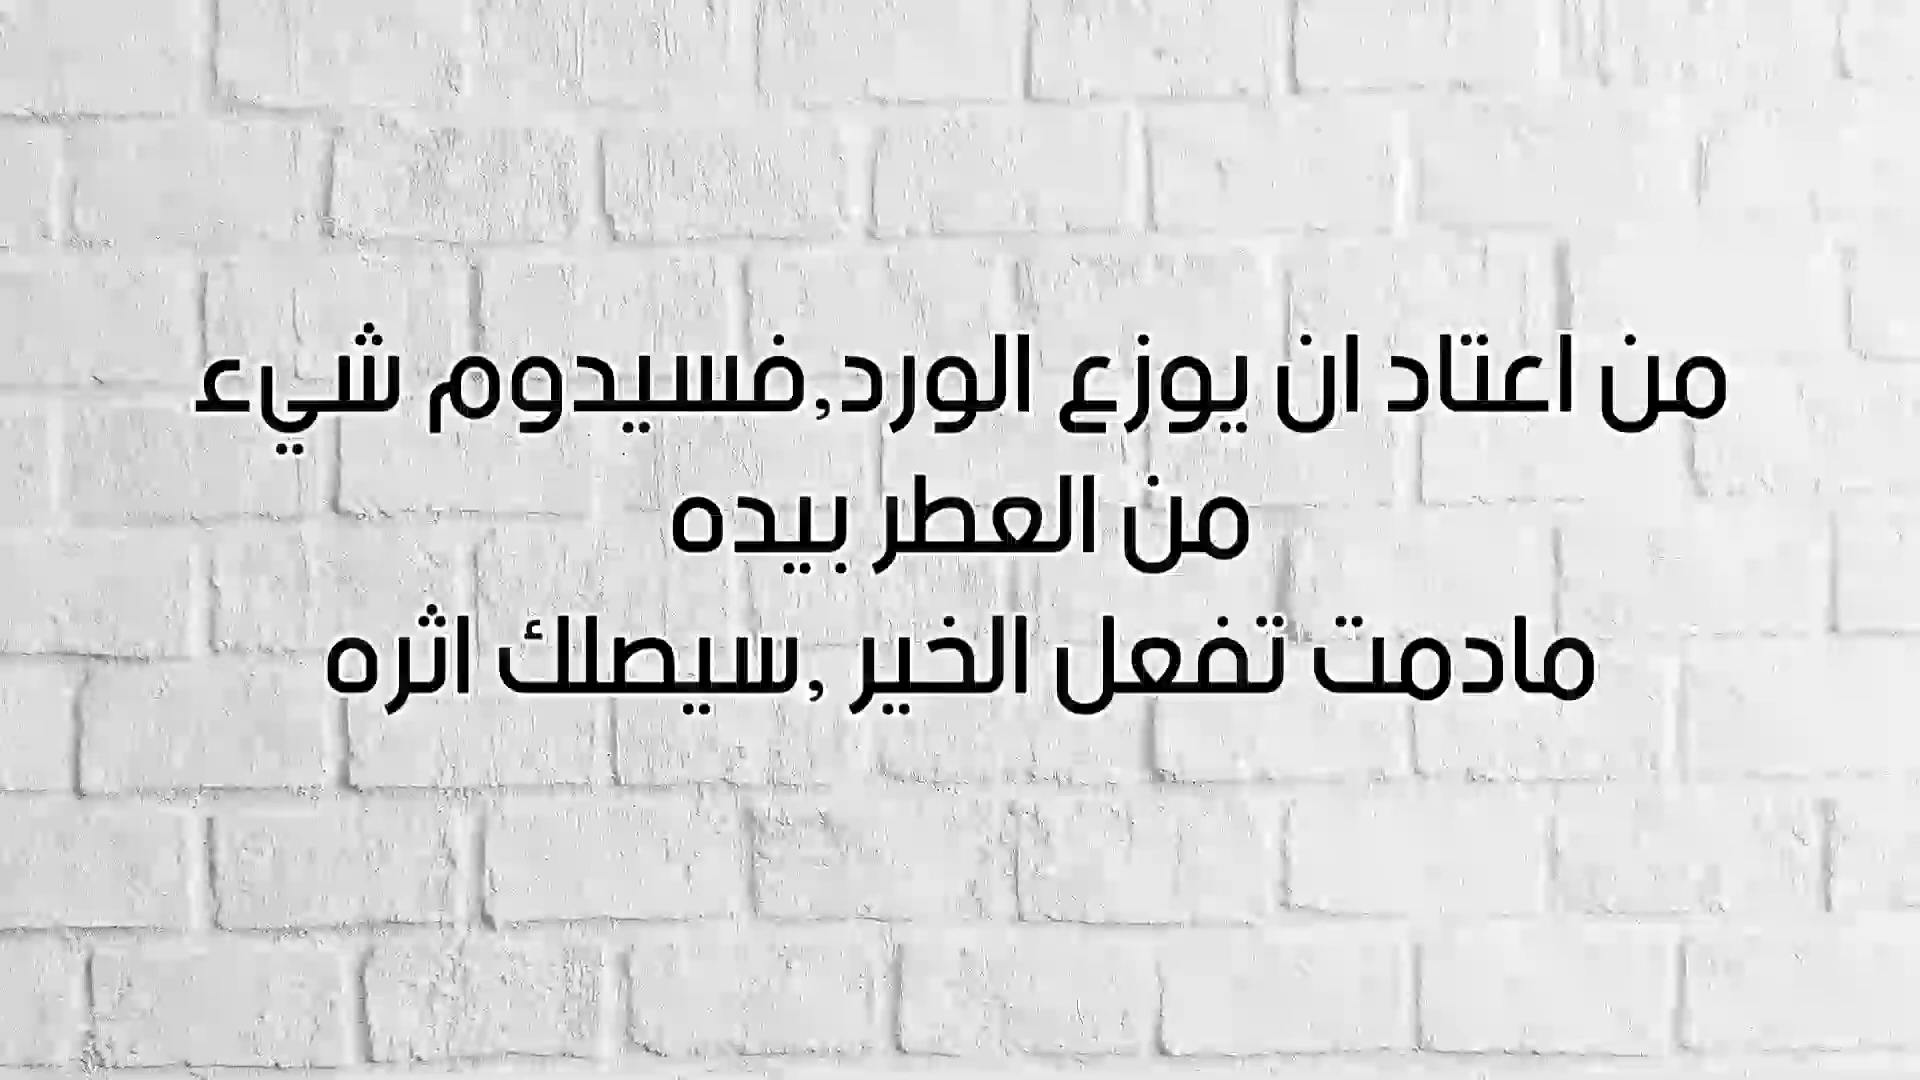 من اعتاد ان يوزع الورد,فسيدوم شيء
من العطر بيده
مادمت تفعل الخير ,سيصلك اثره